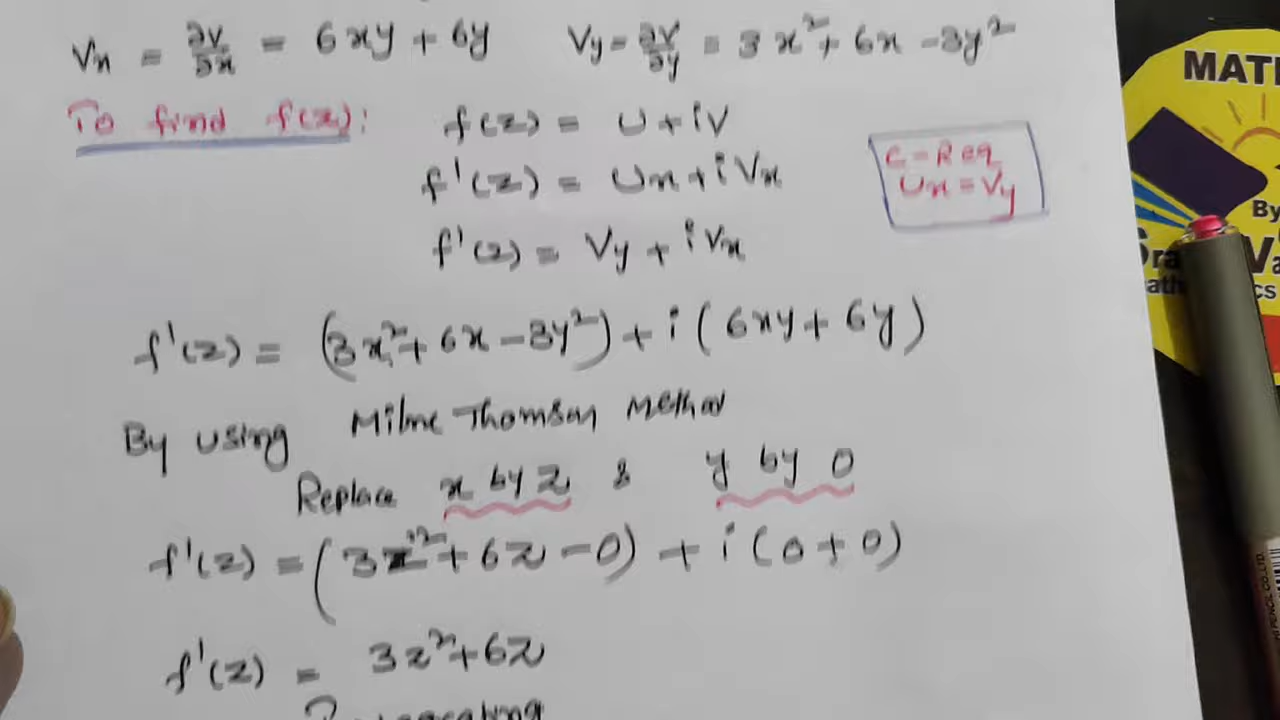 Vx = ∂V/∂x = 6xy + 6y Vy = ∂V/∂y = 3x² + 6x - 3y²
To find f(z):
f(z) = U + iV
f'(z) = Ux + iVx
C-R eq
Ux = Vy
f'(z) = Vy + iVx
f'(z) = (3x² + 6x - 3y²) + i(6xy + 6y)
By using Milne Thomson Method
Replace x by z & y by 0
f'(z) = (3z² + 6z - 0) + i(0 + 0)
f'(z) = 3z² + 6z
MAT
By